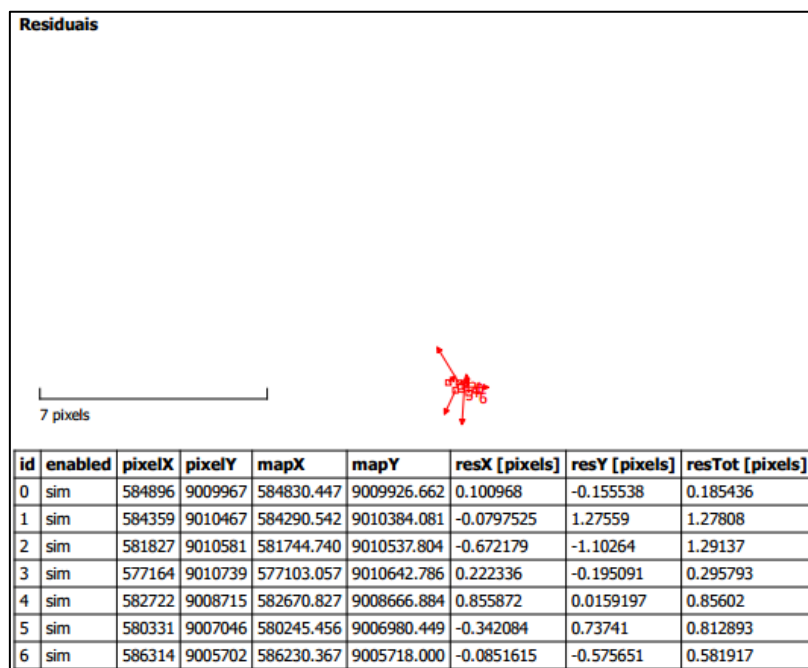 Residuais
7 pixels
id enabled pixelX pixelY mapX mapY resX [pixels] resY [pixels] resTot [pixels]
0 sim 584896 9009967 584830.447 9009926.662 0.100968 -0.155538 0.185436
1 sim 584359 9010467 584290.542 9010384.081 -0.0797525 1.27559 1.27808
2 sim 581827 9010581 581744.740 9010537.804 -0.672179 -1.10264 1.29137
3 sim 577164 9010739 577103.057 9010642.786 0.222336 -0.195091 0.295793
4 sim 582722 9008715 582670.827 9008666.884 0.855872 0.0159197 0.85602
5 sim 580331 9007046 580245.456 9006980.449 -0.342084 0.73741 0.812893
6 sim 586314 9005702 586230.367 9005718.000 -0.0851615 -0.575651 0.581917